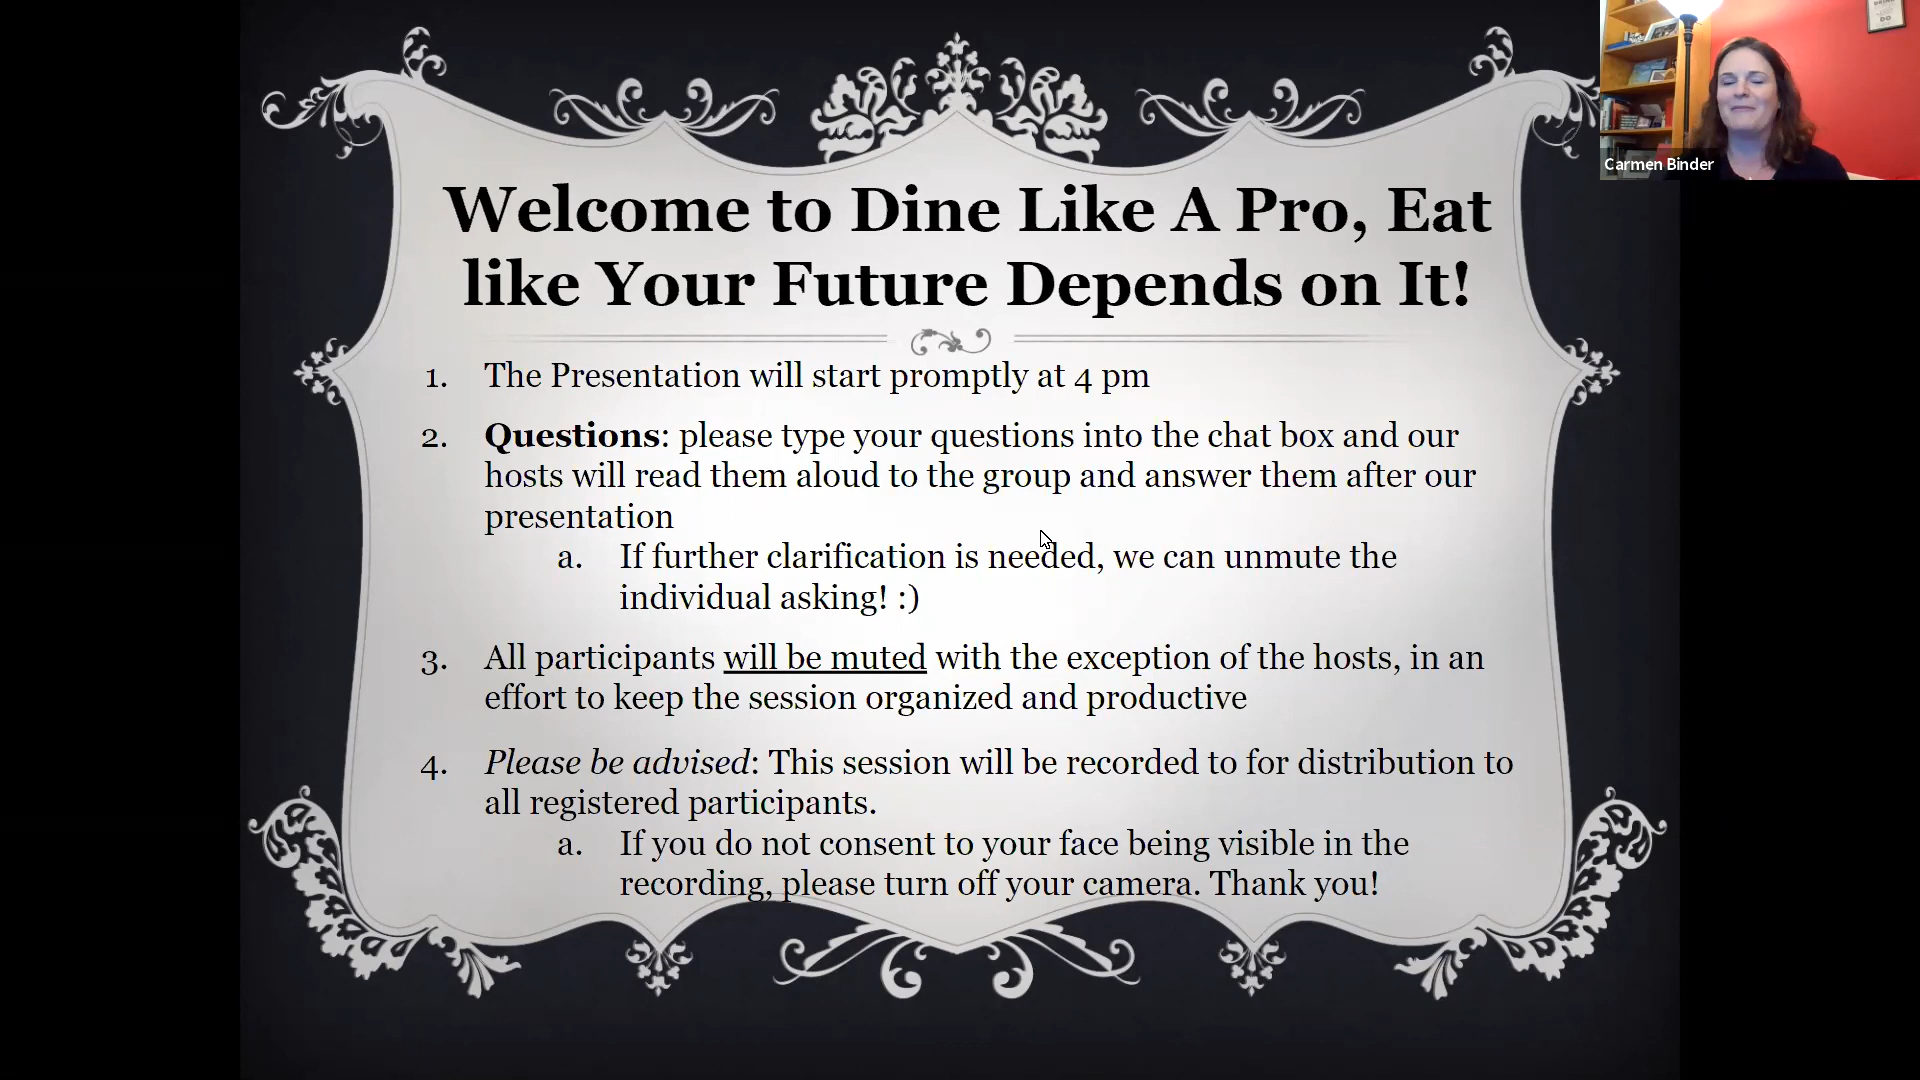 Welcome to Dine Like A Pro, Eat
like Your Future Depends on It!
1. The Presentation will start promptly at 4 pm
2. Questions: please type your questions into the chat box and our
hosts will read them aloud to the group and answer them after our
presentation
a. If further clarification is needed, we can unmute the
individual asking! :)
3. All participants will be muted with the exception of the hosts, in an
effort to keep the session organized and productive
4. Please be advised: This session will be recorded to for distribution to
all registered participants.
a. If you do not consent to your face being visible in the
recording, please turn off your camera. Thank you!
Carmen Binder
DO